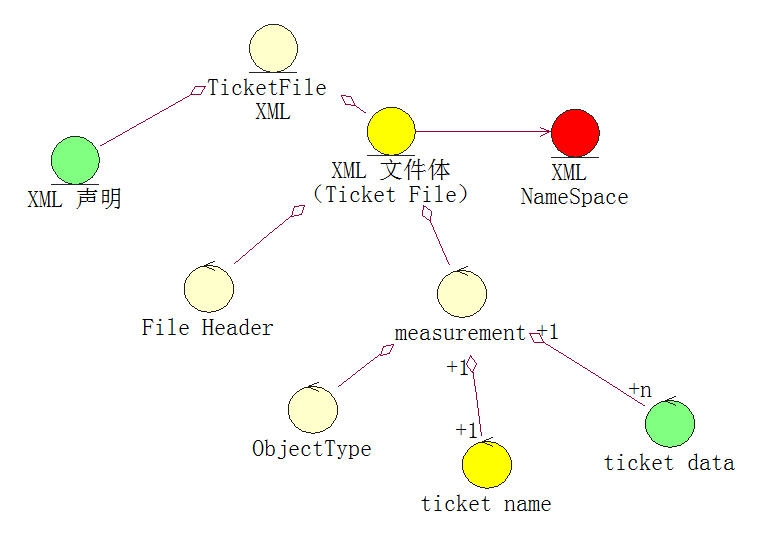 TicketFile
XML
XML 声明
XML 文件体
（Ticket File）
XML
NameSpace
File Header
measurement
+1
+1
+n
+1
ObjectType
ticket name
ticket data